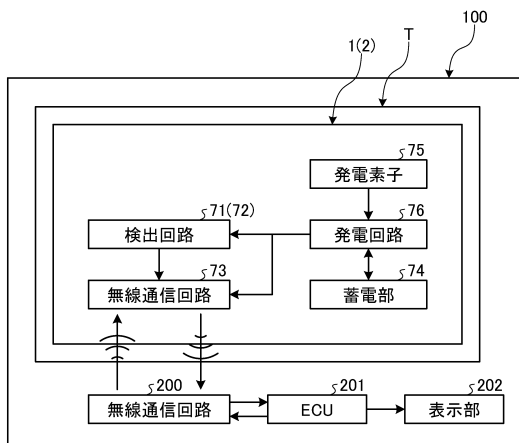 100
T
1(2)
75
発電素子
71(72)
76
検出回路
発電回路
73
74
無線通信回路
蓄電部
200
201
202
無線通信回路
ECU
表示部